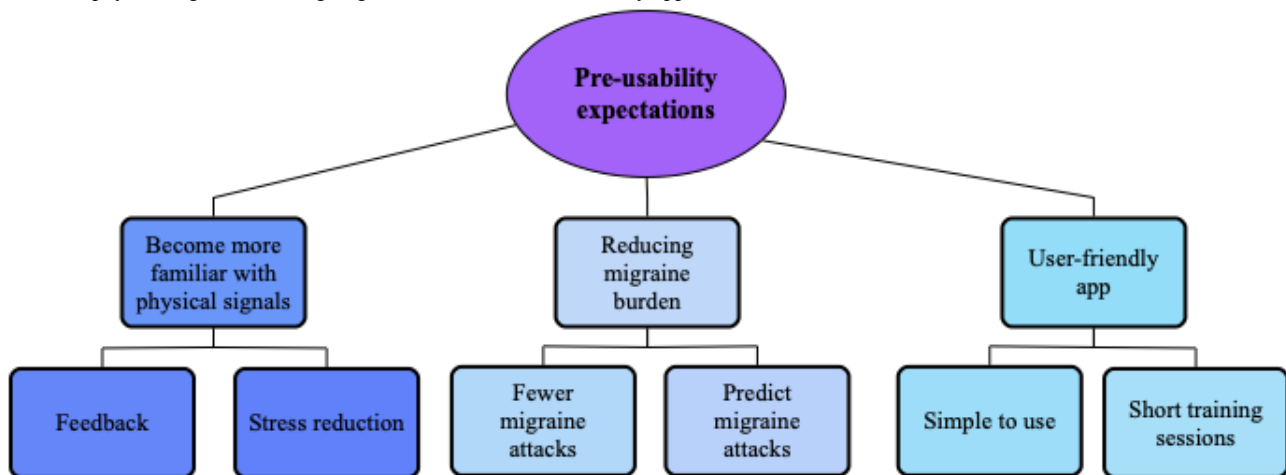 Pre-usability
expectations
Become more
familiar with
physical signals
Reducing
migraine
burden
User-friendly
app
Feedback
Stress reduction
Fewer
migraine
attacks
Predict
migraine
attacks
Simple to use
Short training
sessions